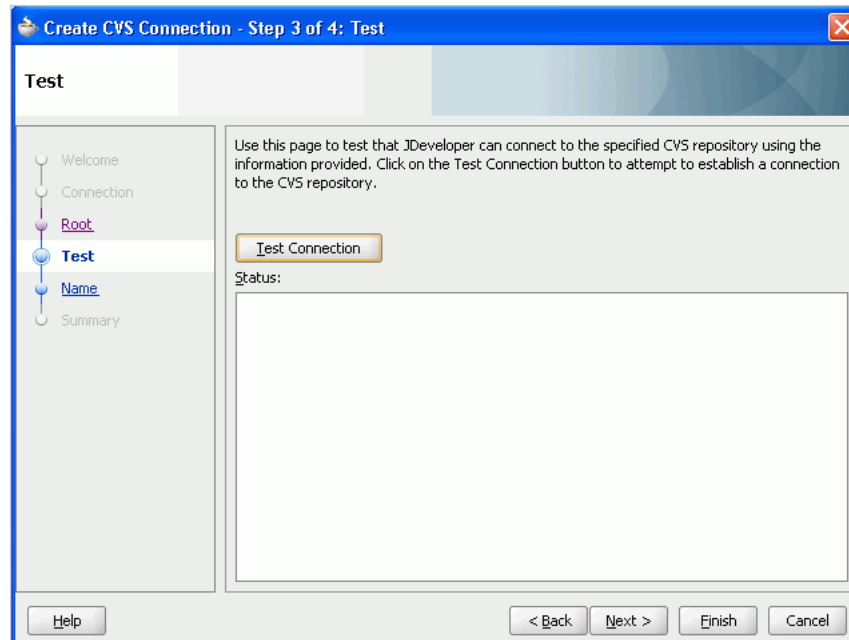 Create CVS Connection - Step 3 of 4: Test
Test
Welcome
Connection
Root
Test
Name
Summary
Use this page to test that JDeveloper can connect to the specified CVS repository using the
information provided. Click on the Test Connection button to attempt to establish a connection
to the CVS repository.
Test Connection
Status:
Help
< Back
Next >
Finish
Cancel